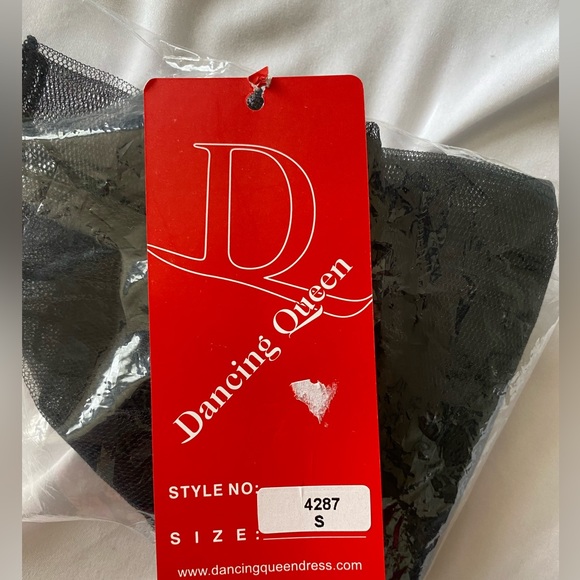 D
Dancing Queen
STYLE NO: 4287
SIZE: S
www.dancingqueendress.com